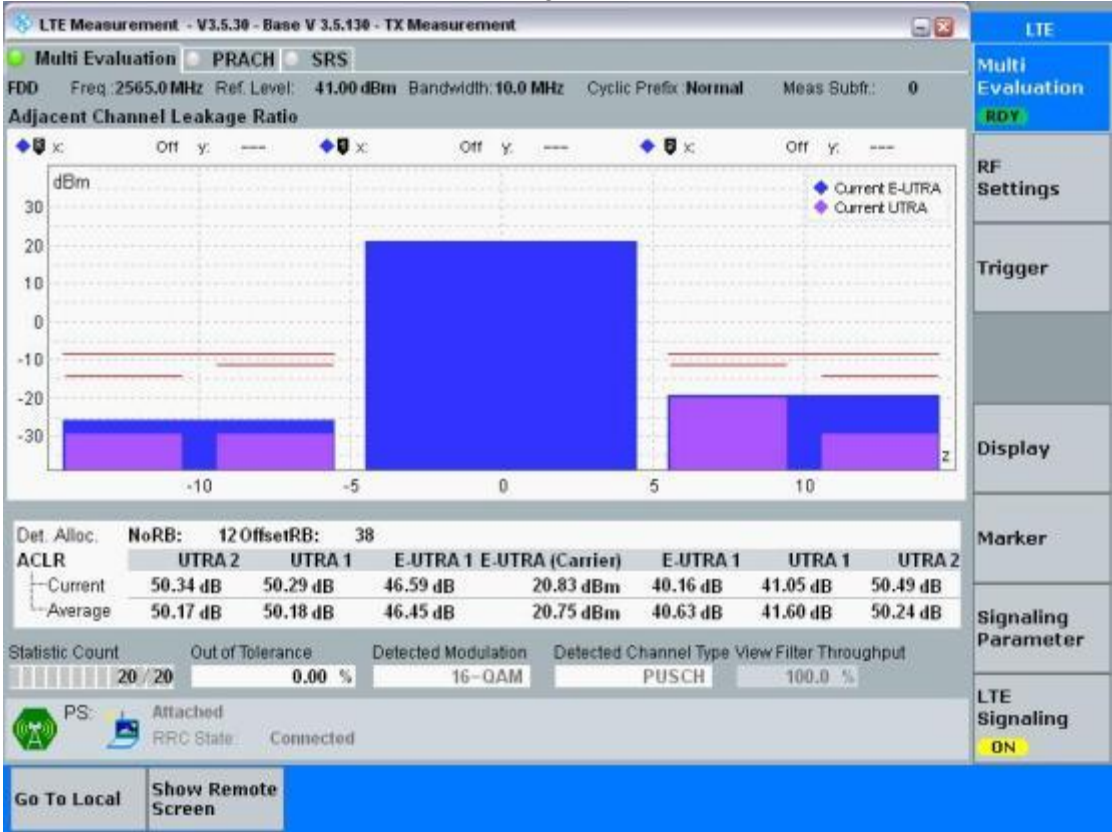 LTE Measurement - V3.5.30 - Base V 3.5.130 - TX Measurement
LTE
Multi Evaluation PRACH SRS
Multi
Evaluation
RDY
FDD Freq.:2565.0 MHz Ref. Level: 41.00 dBm Bandwidth: 10.0 MHz Cyclic Prefix :Normal Meas Subfr.: 0
Adjacent Channel Leakage Ratio
x: Off y: --- x: Off y: --- x: Off y: ---
dBm
Current E-UTRA
Current UTRA
30
20
10
0
-10
-20
-30
z
-10 -5 0 5 10
RF
Settings
Trigger
Display
Marker
Signaling
Parameter
LTE
Signaling
ON
Det. Alloc. NoRB: 12 OffsetRB: 38
ACLR UTRA 2 UTRA 1 E-UTRA 1 E-UTRA (Carrier) E-UTRA 1 UTRA 1 UTRA 2
Current 50.34 dB 50.29 dB 46.59 dB 20.83 dBm 40.16 dB 41.05 dB 50.49 dB
Average 50.17 dB 50.18 dB 46.45 dB 20.75 dBm 40.63 dB 41.60 dB 50.24 dB
Statistic Count Out of Tolerance Detected Modulation Detected Channel Type View Filter Throughput
20 / 20 0.00 % 16-QAM PUSCH 100.0 %
PS: Attached
RRC State: Connected
Go To Local
Show Remote
Screen